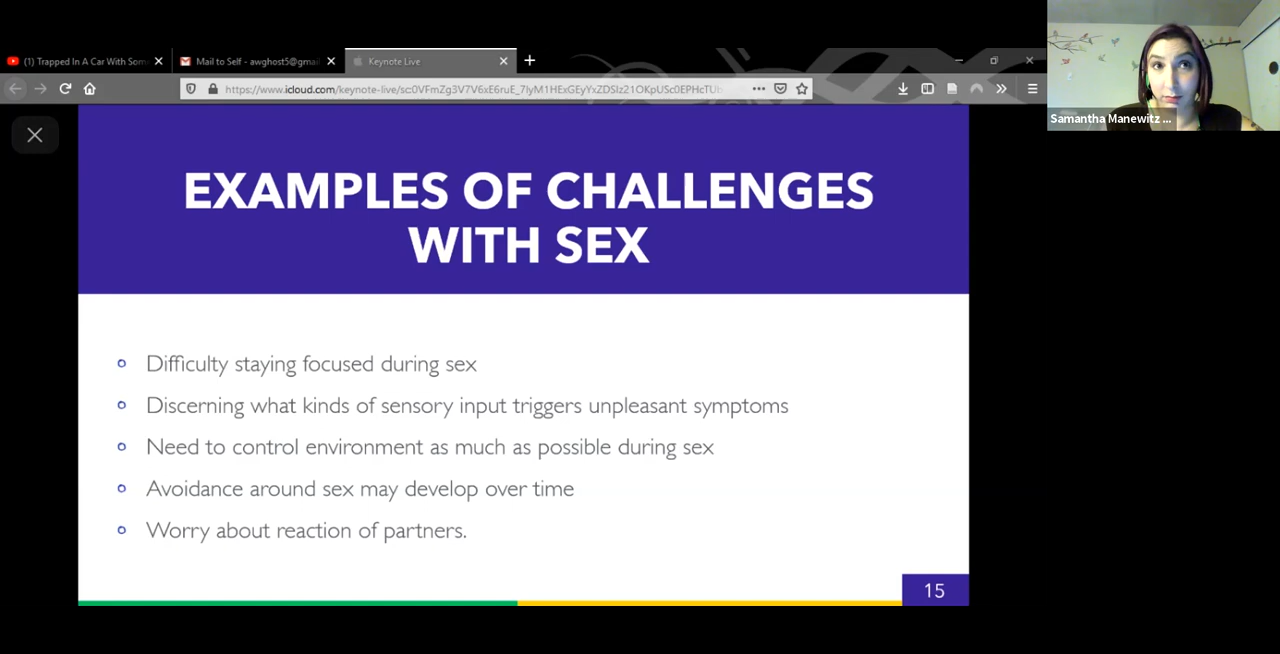 (1) Trapped In A Car With Som
Mail to Self - awghost5@gmai
Keynote Live
Samantha Manewitz ...
EXAMPLES OF CHALLENGES
WITH SEX
Difficulty staying focused during sex
Discerning what kinds of sensory input triggers unpleasant symptoms
Need to control environment as much as possible during sex
Avoidance around sex may develop over time
Worry about reaction of partners.
15